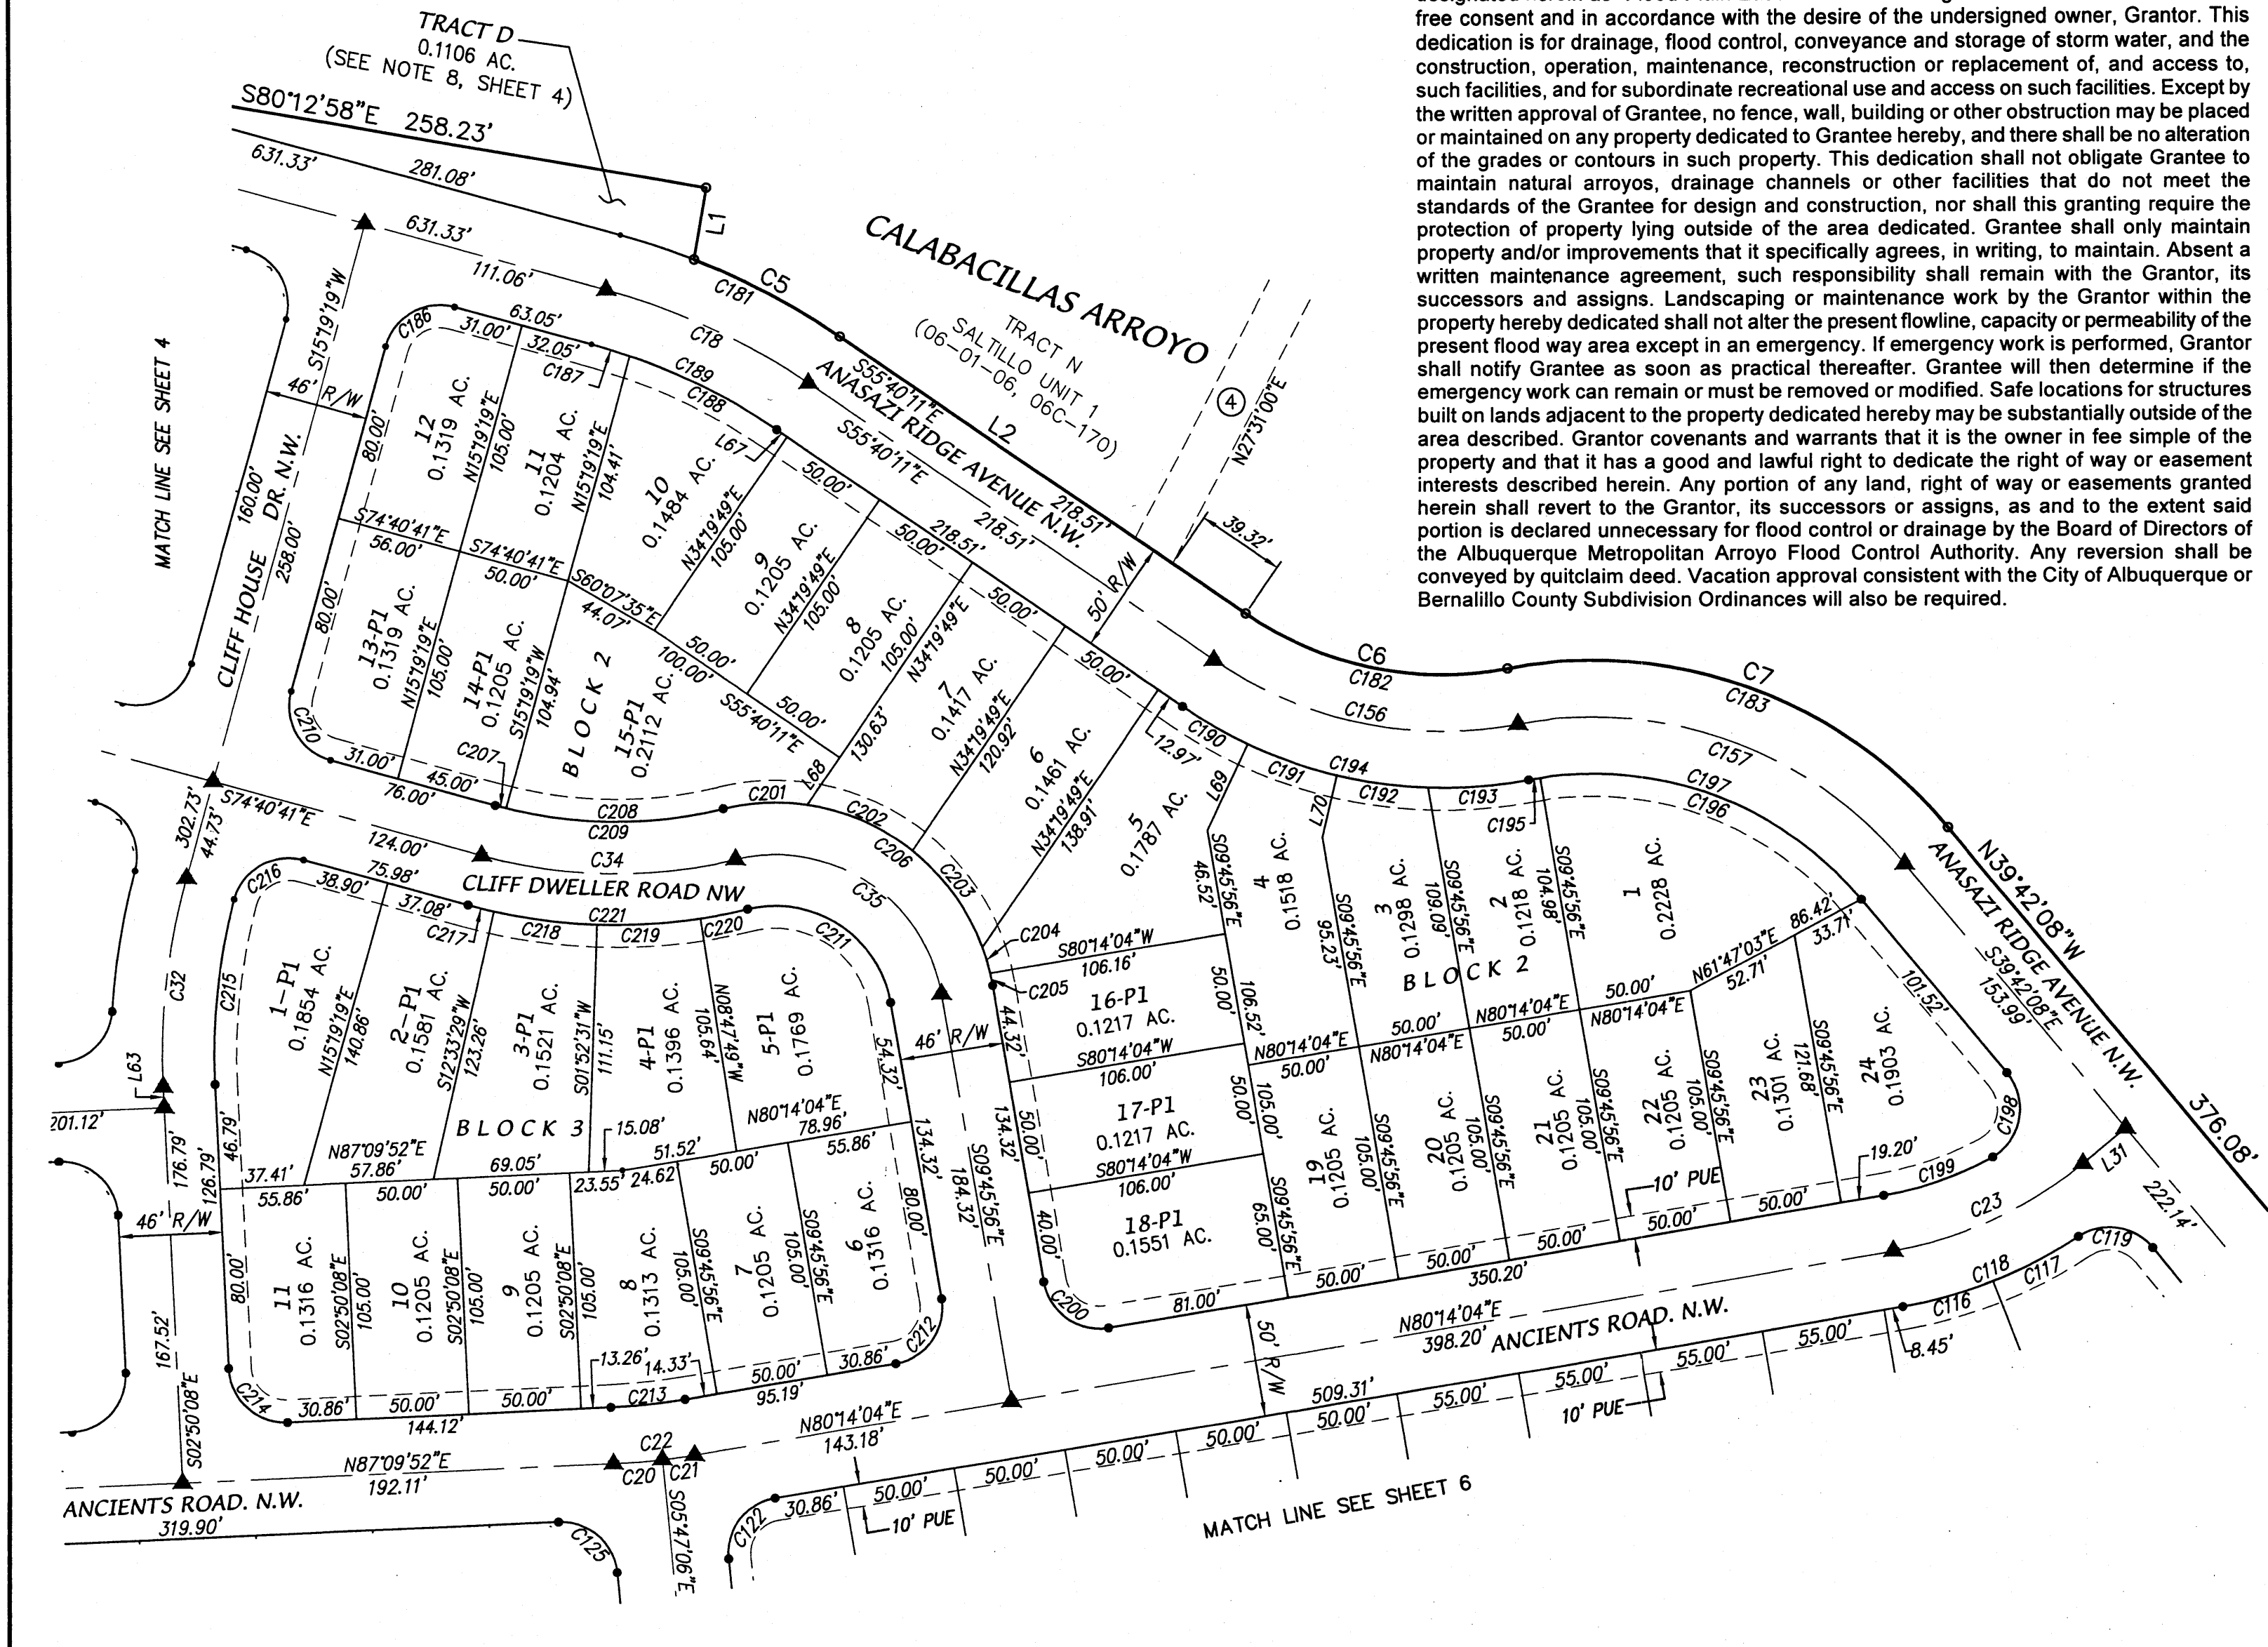 TRACT D
0.1106 AC.
(SEE NOTE 8, SHEET 4)
S80°12'58"E 258.23'
631.33'
281.08'
L1
631.33'
111.06'
C5
C181
C18
CALABACILLAS ARROYO
TRACT N
SALTILLO UNIT 1
(06-01-06, 06C-170)
4
N27°31'00"E
39.32'
S55°40'11"E
L2
218.51'
ANASAZI RIDGE AVENUE N.W.
S55°40'11"E
218.51'
218.51'
50' R/W
free consent and in accordance with the desire of the undersigned owner, Grantor. This
dedication is for drainage, flood control, conveyance and storage of storm water, and the
construction, operation, maintenance, reconstruction or replacement of, and access to,
such facilities, and for subordinate recreational use and access on such facilities. Except by
the written approval of Grantee, no fence, wall, building or other obstruction may be placed
or maintained on any property dedicated to Grantee hereby, and there shall be no alteration
of the grades or contours in such property. This dedication shall not obligate Grantee to
maintain natural arroyos, drainage channels or other facilities that do not meet the
standards of the Grantee for design and construction, nor shall this granting require the
protection of property lying outside of the area dedicated. Grantee shall only maintain
property and/or improvements that it specifically agrees, in writing, to maintain. Absent a
written maintenance agreement, such responsibility shall remain with the Grantor, its
successors and assigns. Landscaping or maintenance work by the Grantor within the
property hereby dedicated shall not alter the present flowline, capacity or permeability of the
present flood way area except in an emergency. If emergency work is performed, Grantor
shall notify Grantee as soon as practical thereafter. Grantee will then determine if the
emergency work can remain or must be removed or modified. Safe locations for structures
built on lands adjacent to the property dedicated hereby may be substantially outside of the
area described. Grantor covenants and warrants that it is the owner in fee simple of the
property and that it has a good and lawful right to dedicate the right of way or easement
interests described herein. Any portion of any land, right of way or easements granted
herein shall revert to the Grantor, its successors or assigns, as and to the extent said
portion is declared unnecessary for flood control or drainage by the Board of Directors of
the Albuquerque Metropolitan Arroyo Flood Control Authority. Any reversion shall be
conveyed by quitclaim deed. Vacation approval consistent with the City of Albuquerque or
Bernalillo County Subdivision Ordinances will also be required.
MATCH LINE SEE SHEET 4
S15°19'19"W
46' R/W
160.00'
CLIFF HOUSE DR. N.W.
258.00'
C186
63.05'
31.00'
32.05'
C187
C189
C188
L67
80.00'
12
0.1319 AC.
N15°19'19"E
105.00'
11
0.1204 AC.
N15°19'19"E
104.41'
10
0.1484 AC.
N34°19'49"E
105.00'
9
0.1205 AC.
N34°19'49"E
105.00'
8
0.1205 AC.
105.00'
N34°19'49"E
130.63'
L68
7
0.1417 AC.
N34°19'49"E
120.92'
6
0.1461 AC.
N34°19'49"E
138.91'
5
0.1787 AC.
50.00'
50.00'
50.00'
50.00'
12.97'
S74°40'41"E
56.00'
S74°40'41"E
50.00'
S60°07'35"E
44.07'
50.00'
100.00'
50.00'
S55°40'11"E
80.00'
13-P1
0.1319 AC.
N15°19'19"E
105.00'
14-P1
0.1205 AC.
S15°19'19"W
104.94'
BLOCK 2
15-P1
0.2112 AC.
C210
31.00'
45.00'
76.00'
C207
C208
C209
C201
C202
C206
C203
C204
C205
C6
C182
C156
C7
C183
C157
C190
C191
C194
C192
C193
C195
C197
C196
L69
L70
S09°45'56"E
46.52'
4
0.1518 AC.
S09°45'56"E
95.23'
3
0.1298 AC.
S09°45'56"E
109.09'
2
0.1218 AC.
S09°45'56"E
104.98'
1
0.2228 AC.
BLOCK 2
N61°47'03"E 86.42'
52.71'
33.71'
N39°42'08"W
376.08'
ANASAZI RIDGE AVENUE N.W.
S39°42'08"E
153.99'
101.52'
222.14'
L31
302.73'
44.73'
S74°40'41"E
124.00'
C34
C35
CLIFF DWELLER ROAD NW
C216
75.98'
38.90'
37.08'
C217
C221
C218
C219
C220
C211
C32
C215
L63
201.12'
1-P1
0.1854 AC.
N15°19'19"E
140.86'
2-P1
0.1581 AC.
S12°33'29"W
123.26'
3-P1
0.1521 AC.
S01°52'31"W
111.15'
4-P1
0.1396 AC.
N08°47'49"W
105.64'
5-P1
0.1769 AC.
54.32'
46' R/W
S80°14'04"W
106.16'
16-P1
0.1217 AC.
44.32'
50.00'
106.52'
S80°14'04"W
106.00'
17-P1
0.1217 AC.
50.00'
50.00'
105.00'
134.32'
S80°14'04"W
106.00'
18-P1
0.1551 AC.
40.00'
65.00'
S09°45'56"E
N80°14'04"E
50.00'
50.00'
N80°14'04"E
N80°14'04"E
50.00'
50.00'
N80°14'04"E
19
0.1205 AC.
S09°45'56"E
105.00'
20
0.1205 AC.
S09°45'56"E
105.00'
21
0.1205 AC.
S09°45'56"E
105.00'
22
0.1205 AC.
S09°45'56"E
105.00'
23
0.1301 AC.
S09°45'56"E
121.68'
24
0.1903 AC.
C198
C199
19.20'
10' PUE
C23
46.79'
176.79'
126.79'
BLOCK 3
15.08'
N87°09'52"E
37.41'
57.86'
69.05'
51.52'
N80°14'04"E
78.96'
55.86'
50.00'
50.00'
23.55'
24.62
50.00'
55.86'
46' R/W
80.00'
167.52'
S02°50'08"E
11
0.1316 AC.
S02°50'08"E
105.00'
10
0.1205 AC.
S02°50'08"E
105.00'
9
0.1205 AC.
S02°50'08"E
105.00'
8
0.1313 AC.
S09°45'56"E
105.00'
7
0.1205 AC.
S09°45'56"E
105.00'
6
0.1316 AC.
80.00'
134.32'
S09°45'56"E
184.32'
C214
30.86'
50.00'
50.00'
144.12'
13.26'
14.33'
C213
50.00'
30.86'
95.19'
C212
C200
81.00'
50.00'
50.00'
50.00'
50.00'
50.00'
350.20'
N80°14'04"E
398.20'
ANCIENTS ROAD. N.W.
50' R/W
C119
C118
C117
C116
8.45'
N87°09'52"E
192.11'
C22
C20
C21
N80°14'04"E
143.18'
ANCIENTS ROAD. N.W.
319.90'
C125
S05°47'06"E
C122
30.86'
50.00'
50.00'
50.00'
50.00'
50.00'
55.00'
55.00'
55.00'
55.00'
509.31'
10' PUE
10' PUE
MATCH LINE SEE SHEET 6